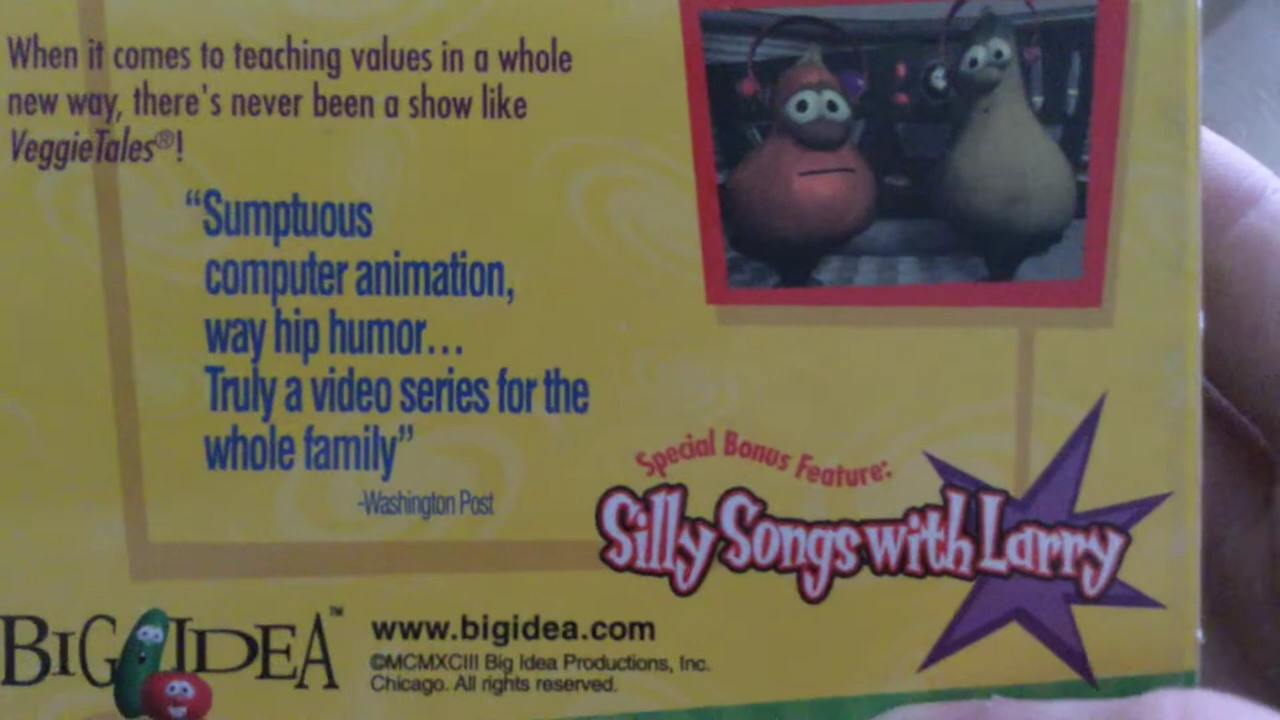 When it comes to teaching values in a whole
new way, there's never been a show like
VeggieTales®!
“Sumptuous
computer animation,
way hip humor...
Truly a video series for the
whole family”
-Washington Post
Special Bonus Feature:
Silly Songs with Larry
BIG IDEA™
www.bigidea.com
©MCMXCIII Big Idea Productions, Inc.
Chicago. All rights reserved.